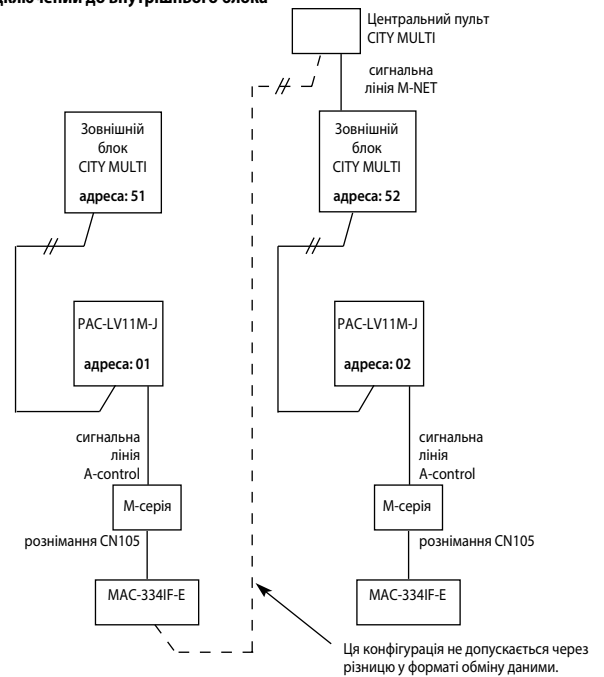 ключений до внутрішнього блока
Центральний пульт
CITY MULTI
сигнальна
лінія M-NET
Зовнішній
блок
CITY MULTI
адреса: 51
Зовнішній
блок
CITY MULTI
адреса: 52
PAC-LV11M-J
адреса: 01
PAC-LV11M-J
адреса: 02
сигнальна
лінія
A-control
сигнальна
лінія
A-control
М-серія
М-серія
рознімання CN105
рознімання CN105
MAC-334IF-E
MAC-334IF-E
Ця конфігурація не допускається через
різницю у форматі обміну даними.